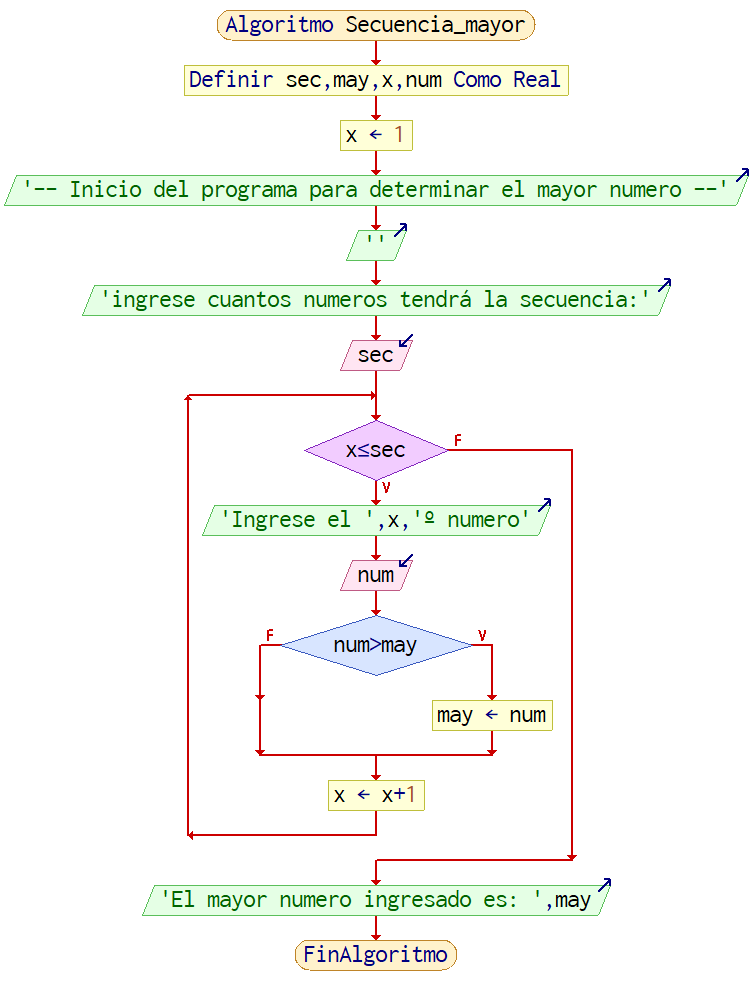 Algoritmo Secuencia_mayor
Definir sec,may,x,num Como Real
x ← 1
'-- Inicio del programa para determinar el mayor numero --'
''
'ingrese cuantos numeros tendrá la secuencia:'
sec
x≤sec
F
V
'Ingrese el ',x,'º numero'
num
num>may
F
V
may ← num
x ← x+1
'El mayor numero ingresado es: ',may
FinAlgoritmo